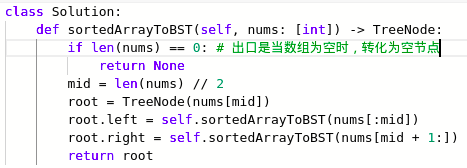 class Solution:
    def sortedArrayToBST(self, nums: [int]) -> TreeNode:
        if len(nums) == 0: # 出口是当数组为空时，转化为空节点
            return None
        mid = len(nums) // 2
        root = TreeNode(nums[mid])
        root.left = self.sortedArrayToBST(nums[:mid])
        root.right = self.sortedArrayToBST(nums[mid + 1:])
        return root